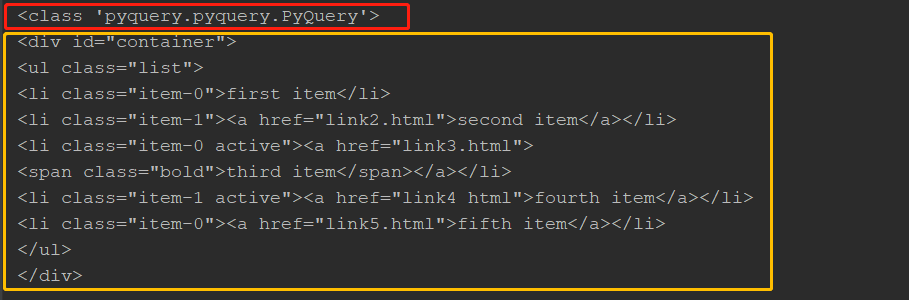 <class 'pyquery.pyquery.PyQuery'>
<div id="container">
<ul class="list">
<li class="item-0">first item</li>
<li class="item-1"><a href="link2.html">second item</a></li>
<li class="item-0 active"><a href="link3.html">
<span class="bold">third item</span></a></li>
<li class="item-1 active"><a href="link4 html">fourth item</a></li>
<li class="item-0"><a href="link5.html">fifth item</a></li>
</ul>
</div>